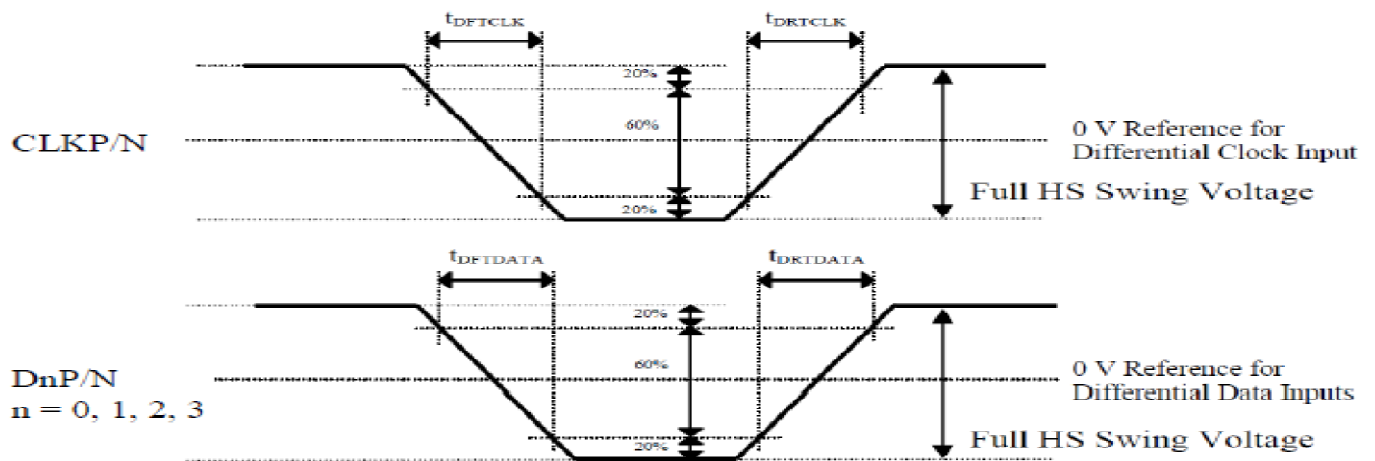 tDFTCLK
tDRTCLK
20%
60%
20%
CLKP/N
0 V Reference for
Differential Clock Input
Full HS Swing Voltage
tDFTDATA
tDRTDATA
20%
60%
20%
DnP/N
n = 0, 1, 2, 3
0 V Reference for
Differential Data Inputs
Full HS Swing Voltage